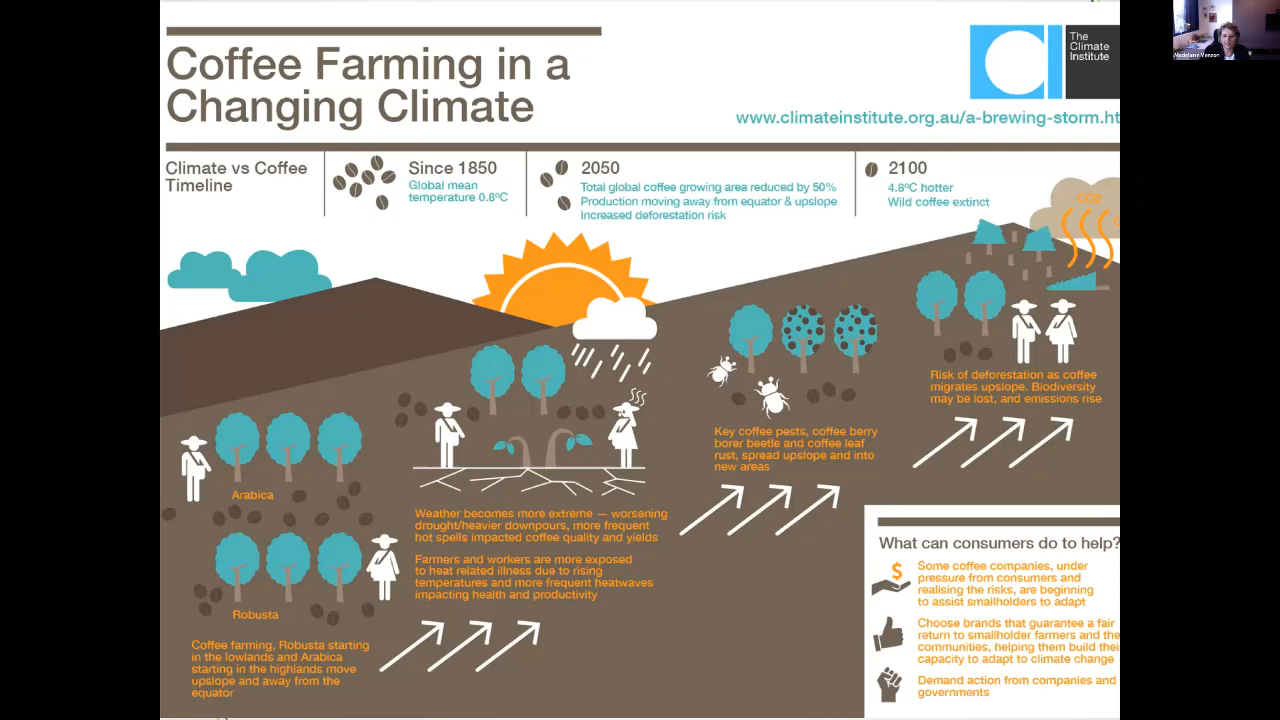 Coffee Farming in a
Changing Climate
The
Climate
Institute
www.climateinstitute.org.au/a-brewing-storm.ht
Climate vs Coffee
Timeline
Since 1850
Global mean
temperature 0.8ºC
2050
Total global coffee growing area reduced by 50%
Production moving away from equator & upslope
Increased deforestation risk
2100
4.8ºC hotter
Wild coffee extinct
CO2
Arabica
Robusta
Coffee farming, Robusta starting
in the lowlands and Arabica
starting in the highlands move
upslope and away from the
equator
Weather becomes more extreme — worsening
drought/heavier downpours, more frequent
hot spells impacted coffee quality and yields
Farmers and workers are more exposed
to heat related illness due to rising
temperatures and more frequent heatwaves
impacting health and productivity
Key coffee pests, coffee berry
borer beetle and coffee leaf
rust, spread upslope and into
new areas
Risk of deforestation as coffee
migrates upslope. Biodiversity
may be lost, and emissions rise
What can consumers do to help?
$
Some coffee companies, under
pressure from consumers and
realising the risks, are beginning
to assist smallholders to adapt
Choose brands that guarantee a fair
return to smallholder farmers and the
communities, helping them build thei
capacity to adapt to climate change
Demand action from companies and
governments